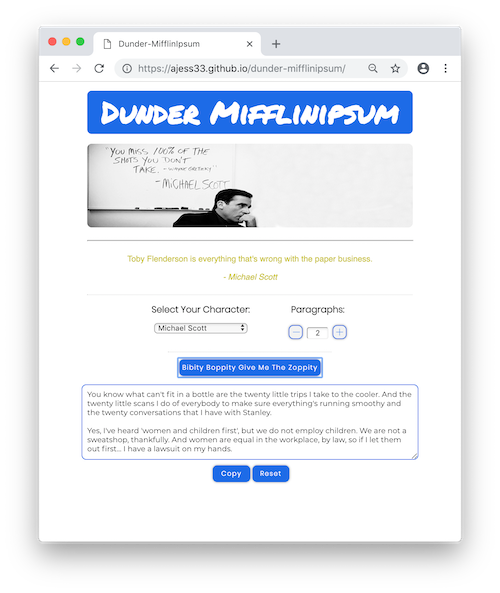 Dunder-MifflinIpsum
https://ajess33.github.io/dunder-mifflinipsum/
Dunder Mifflinipsum
"YOU MISS 100% OF THE
SHOTS YOU DON'T
TAKE. - WAYNE GRETZKY"
- MICHAEL SCOTT
Toby Flenderson is everything that's wrong with the paper business.
- Michael Scott
Select Your Character:
Paragraphs:
Michael Scott
2
Bibity Boppity Give Me The Zoppity
You know what can't fit in a bottle are the twenty little trips I take to the cooler. And the
twenty little scans I do of everybody to make sure everything's running smoothy and
the twenty conversations that I have with Stanley.
Yes, I've heard 'women and children first', but we do not employ children. We are not a
sweatshop, thankfully. And women are equal in the workplace, by law, so if I let them
out first... I have a lawsuit on my hands.
Copy
Reset